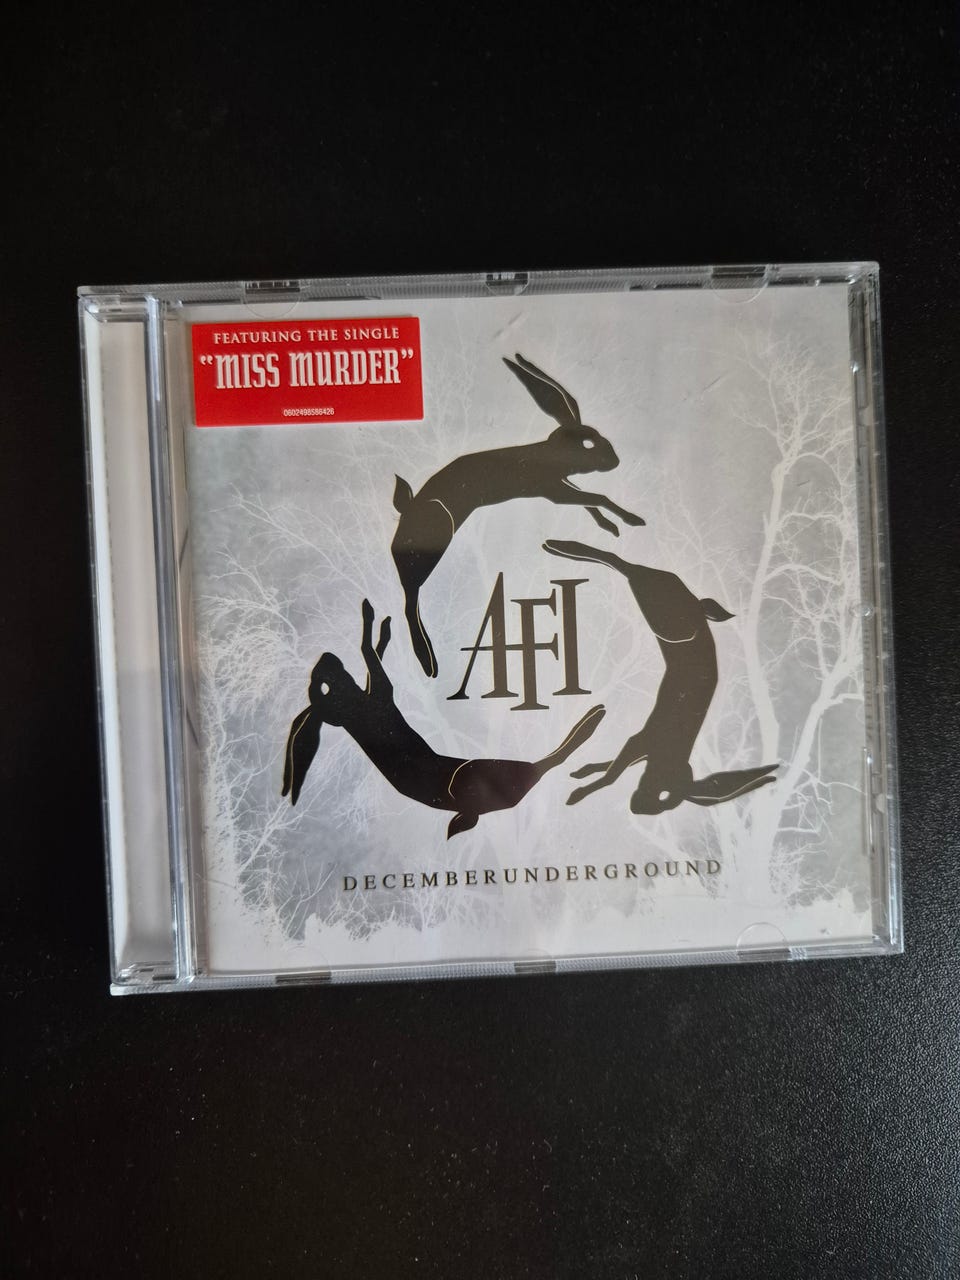 FEATURING THE SINGLE
"MISS MURDER"
0602498586426
AFI
DECEMBERUNDERGROUND